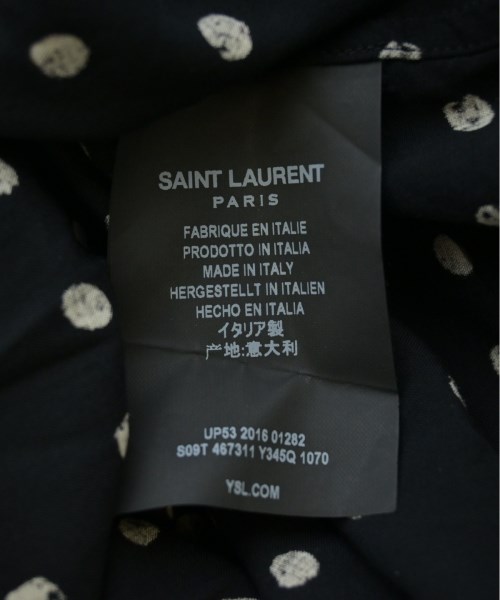 SAINT LAURENT
PARIS
FABRIQUE EN ITALIE
PRODOTTO IN ITALIA
MADE IN ITALY
HERGESTELLT IN ITALIEN
HECHO EN ITALIA
イタリア製
产地:意大利
UP53 2016 01282
S09T 467311 Y345Q 1070
YSL.COM